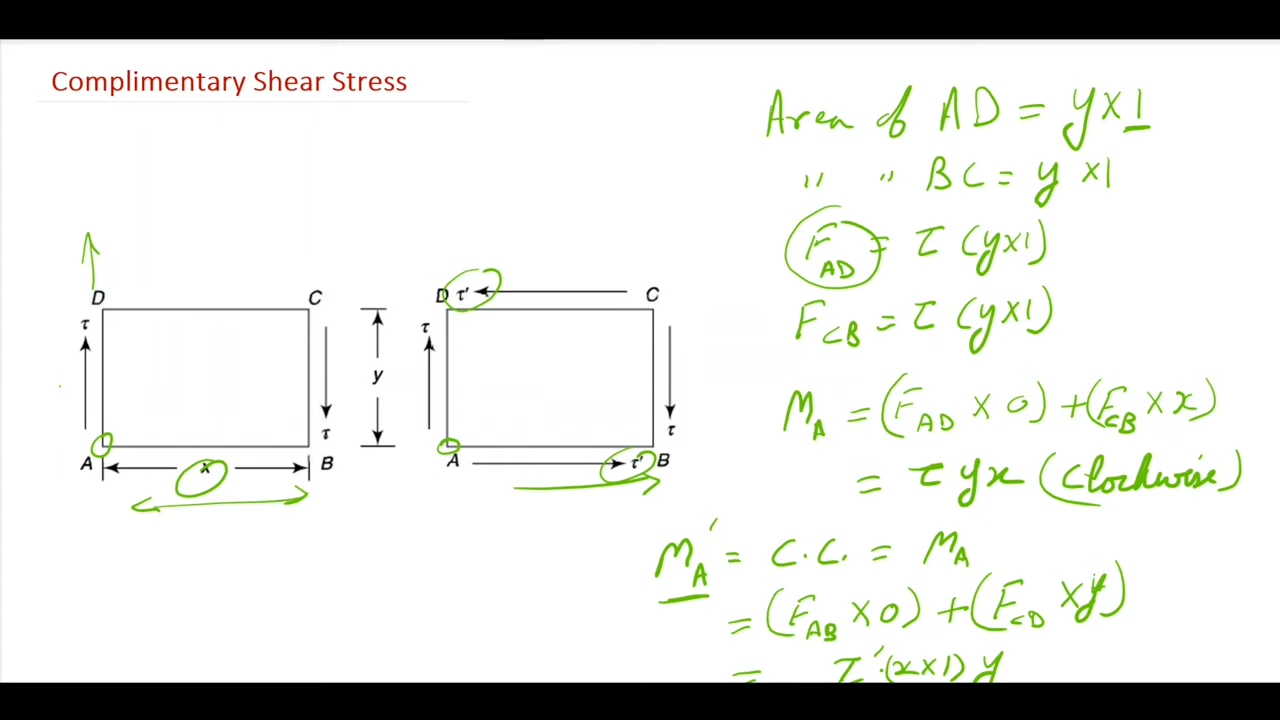 Complimentary Shear Stress
Area of AD = y×1
" " BC = y×1
F_AD = τ (y×1)
F_CB = τ (y×1)
M_A = (F_AD × 0) + (F_CB × x)
= τ yx (Clockwise)
M_A' = C.C. = M_A
= (F_AB × 0) + (F_CD × y)
= τ'.(x×1) y
D C
τ
τ
A x B
y
D τ' C
τ
τ
A τ' B